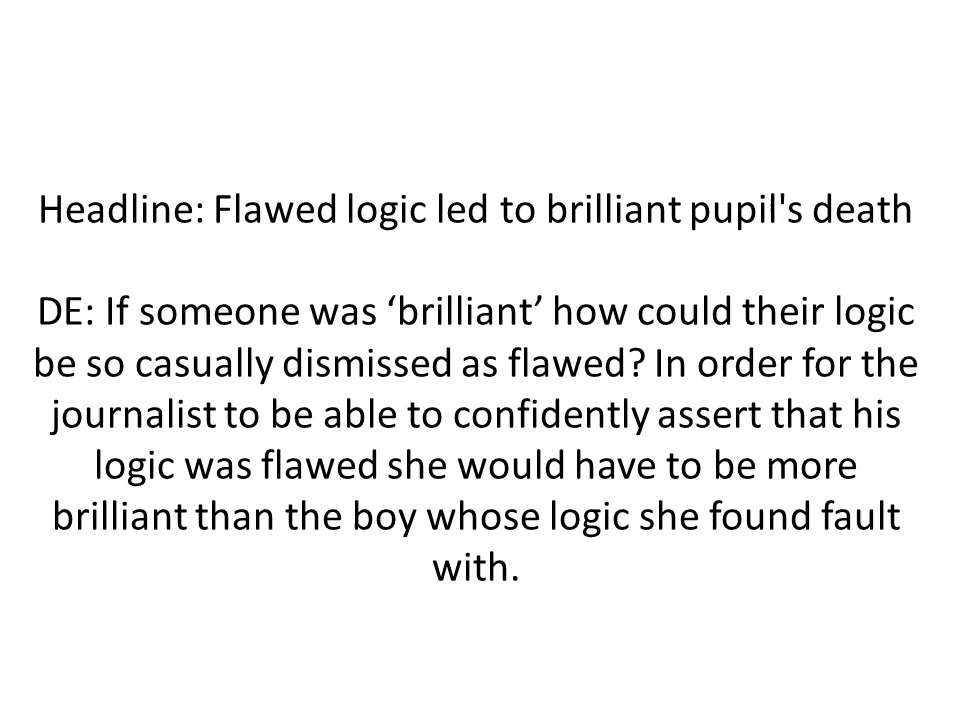 Headline: Flawed logic led to brilliant pupil's death
DE: If someone was ‘brilliant’ how could their logic
be so casually dismissed as flawed? In order for the
journalist to be able to confidently assert that his
logic was flawed she would have to be more
brilliant than the boy whose logic she found fault
with.